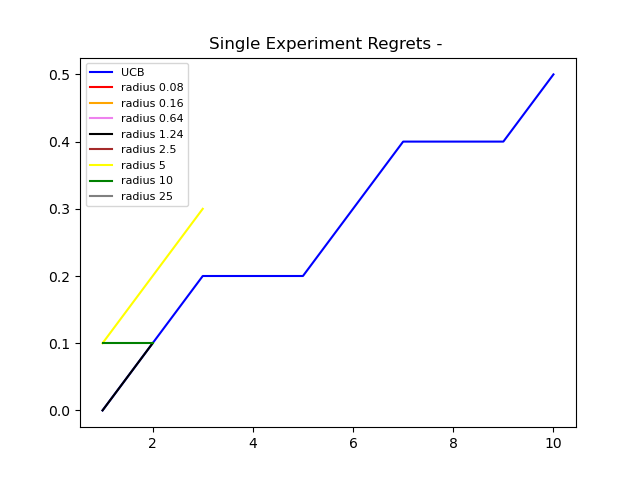 Single Experiment Regrets -
UCB
radius 0.08
radius 0.16
radius 0.64
radius 1.24
radius 2.5
radius 5
radius 10
radius 25
0.5
0.4
0.3
0.2
0.1
0.0
2 4 6 8 10